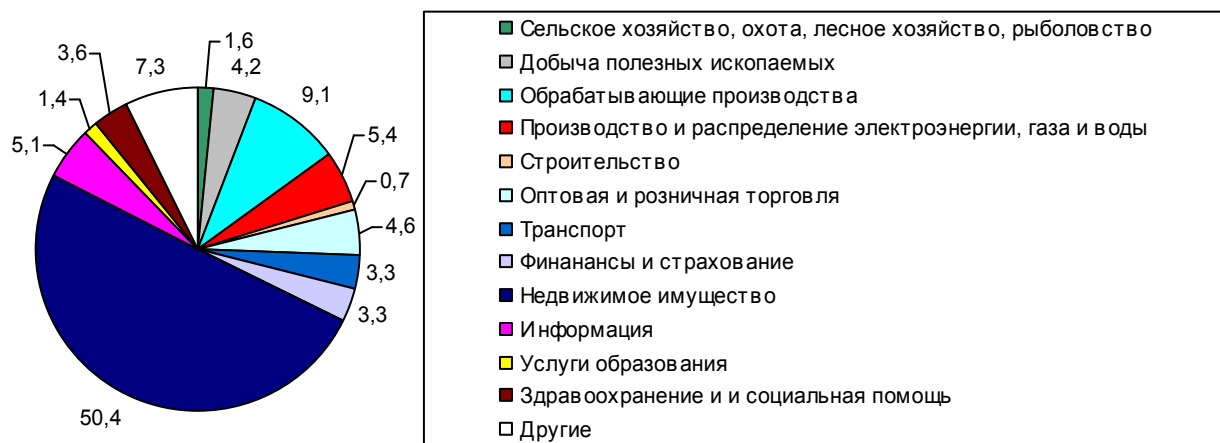 1,6
4,2
9,1
5,4
0,7
4,6
3,3
3,3
50,4
5,1
1,4
3,6
7,3
Сельское хозяйство, охота, лесное хозяйство, рыболовство
Добыча полезных ископаемых
Обрабатывающие производства
Производство и распределение электроэнергии, газа и воды
Строительство
Оптовая и розничная торговля
Транспорт
Финанансы и страхование
Недвижимое имущество
Информация
Услуги образования
Здравоохранение и и социальная помощь
Другие